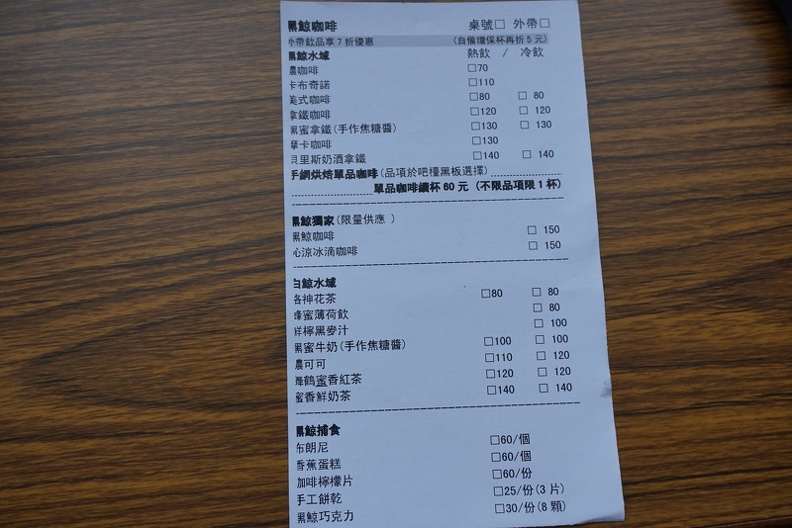 黑鯨咖啡 桌號□ 外帶□
外帶飲品享7折優惠 (自備環保杯再折5元)
黑鯨水壚 熱飲 / 冷飲
濃咖啡 □70
卡布奇諾 □110
美式咖啡 □80 □ 80
拿鐵咖啡 □120 □ 120
黑蜜拿鐵(手作焦糖醬) □130 □ 130
摩卡咖啡 □130
貝里斯奶酒拿鐵 □140 □ 140
手網烘焙單品咖啡(品項於吧檯黑板選擇)
單品咖啡續杯60元 (不限品項限1杯)
黑鯨獨家(限量供應 )
黑鯨咖啡 □ 150
心涼冰滴咖啡 □ 150
白鯨水壚
洛神花茶 □80 □ 80
蜂蜜薄荷飲 □ 80
鮮檸黑麥汁 □ 100
黑蜜牛奶(手作焦糖醬) □100 □ 100
濃可可 □110 □ 120
海鶴蜜香紅茶 □120 □ 120
蜜香鮮奶茶 □140 □ 140
黑鯨捕食
布朗尼 □60/個
香蕉蛋糕 □60/個
咖啡檸檬片 □60/份
手工餅乾 □25/份(3片)
黑鯨巧克力 □30/份(8顆)